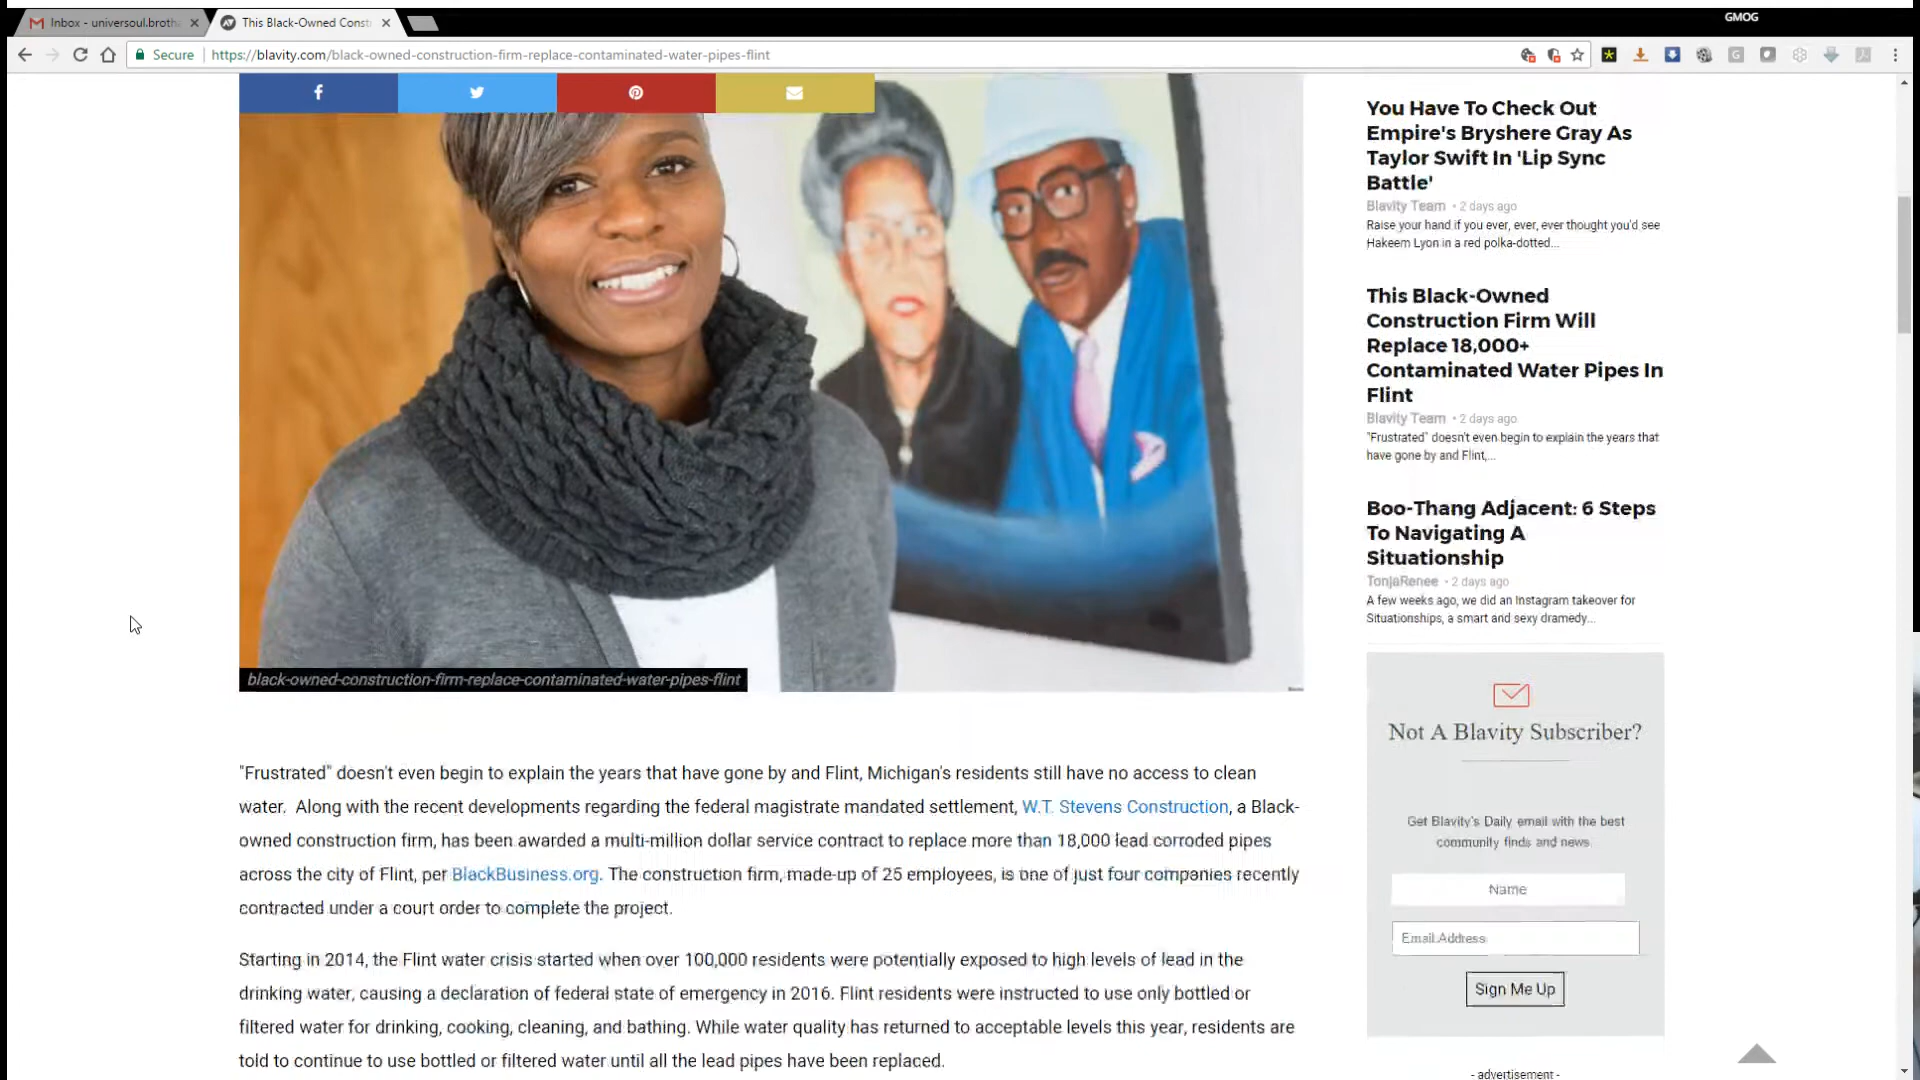 GMOG
Inbox - universoul.broth
This Black-Owned Const
Secure
https://blavity.com/black-owned-construction-firm-replace-contaminated-water-pipes-flint
black-owned-construction-firm-replace-contaminated-water-pipes-flint
"Frustrated" doesn't even begin to explain the years that have gone by and Flint, Michigan's residents still have no access to clean
water.  Along with the recent developments regarding the federal magistrate mandated settlement, W.T. Stevens Construction, a Black-
owned construction firm, has been awarded a multi-million dollar service contract to replace more than 18,000 lead corroded pipes
across the city of Flint, per BlackBusiness.org. The construction firm, made-up of 25 employees, is one of just four companies recently
contracted under a court order to complete the project.
Starting in 2014, the Flint water crisis started when over 100,000 residents were potentially exposed to high levels of lead in the
drinking water, causing a declaration of federal state of emergency in 2016. Flint residents were instructed to use only bottled or
filtered water for drinking, cooking, cleaning, and bathing. While water quality has returned to acceptable levels this year, residents are
told to continue to use bottled or filtered water until all the lead pipes have been replaced.
You Have To Check Out
Empire's Bryshere Gray As
Taylor Swift In 'Lip Sync
Battle'
Blavity Team • 2 days ago
Raise your hand if you ever, ever, ever thought you'd see
Hakeem Lyon in a red polka-dotted...
This Black-Owned
Construction Firm Will
Replace 18,000+
Contaminated Water Pipes In
Flint
Blavity Team • 2 days ago
"Frustrated" doesn't even begin to explain the years that
have gone by and Flint,...
Boo-Thang Adjacent: 6 Steps
To Navigating A
Situationship
TonjaRenee • 2 days ago
A few weeks ago, we did an Instagram takeover for
Situationships, a smart and sexy dramedy...
Not A Blavity Subscriber?
Get Blavity's Daily email with the best
community finds and news.
Name
Email Address
Sign Me Up
- advertisement -